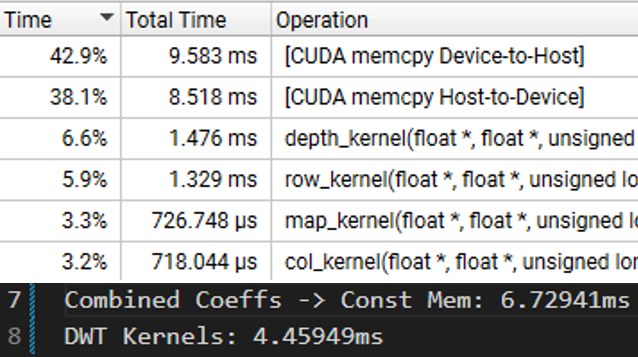 Time Total Time Operation
42.9% 9.583 ms [CUDA memcpy Device-to-Host]
38.1% 8.518 ms [CUDA memcpy Host-to-Device]
6.6% 1.476 ms depth_kernel(float *, float *, unsigned
5.9% 1.329 ms row_kernel(float *, float *, unsigned lo
3.3% 726.748 μs map_kernel(float *, float *, unsigned l
3.2% 718.044 μs col_kernel(float *, float *, unsigned lon
7 Combined Coeffs -> Const Mem: 6.72941ms
8 DWT Kernels: 4.45949ms